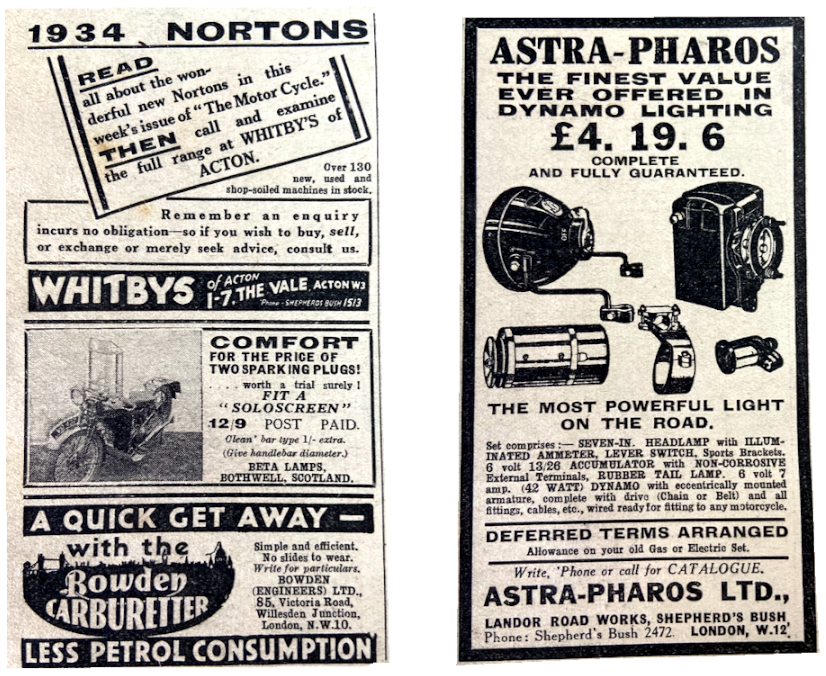 1934 NORTONS
READ
all about the won-
derful new Nortons in this
week's issue of "The Motor Cycle."
THEN call and examine
the full range at WHITBY'S of
ACTON.
Over 130
new, used and
shop-soiled machines in stock.
Remember an enquiry
incurs no obligation—so if you wish to buy, sell,
or exchange or merely seek advice, consult us.
WHITBYS of ACTON
1-7, THE VALE, ACTON W3
'Phone - SHEPHERDS BUSH 1513
COMFORT
FOR THE PRICE OF
TWO SPARKING PLUGS!
. . . . worth a trial surely!
FIT A
"SOLOSCREEN"
12/9 POST PAID.
'Clean' bar type 1/- extra.
(Give handlebar diameter.)
BETA LAMPS,
BOTHWELL, SCOTLAND.
A QUICK GET AWAY —
with the
Bowden
CARBURETTER
Simple and efficient.
No slides to wear.
Write for particulars.
BOWDEN
(ENGINEERS) LTD.,
85, Victoria Road,
Willesden Junction,
London, N.W.10.
LESS PETROL CONSUMPTION
ASTRA-PHAROS
THE FINEST VALUE
EVER OFFERED IN
DYNAMO LIGHTING
£4. 19. 6
COMPLETE
AND FULLY GUARANTEED.
OFF
THE MOST POWERFUL LIGHT
ON THE ROAD.
Set comprises :— SEVEN-IN. HEADLAMP with ILLUM-
INATED AMMETER, LEVER SWITCH, Sports Brackets.
6 volt 13/26 ACCUMULATOR with NON-CORROSIVE
External Terminals, RUBBER TAIL LAMP. 6 volt 7
amp. (42 WATT) DYNAMO with eccentrically mounted
armature, complete with drive (Chain or Belt) and all
fittings, cables, etc., wired ready for fitting to any motorcycle.
DEFERRED TERMS ARRANGED
Allowance on your old Gas or Electric Set.
Write, 'Phone or call for CATALOGUE.
ASTRA-PHAROS LTD.,
LANDOR ROAD WORKS, SHEPHERD'S BUSH,
Phone: Shepherd's Bush 2472. LONDON, W.12.